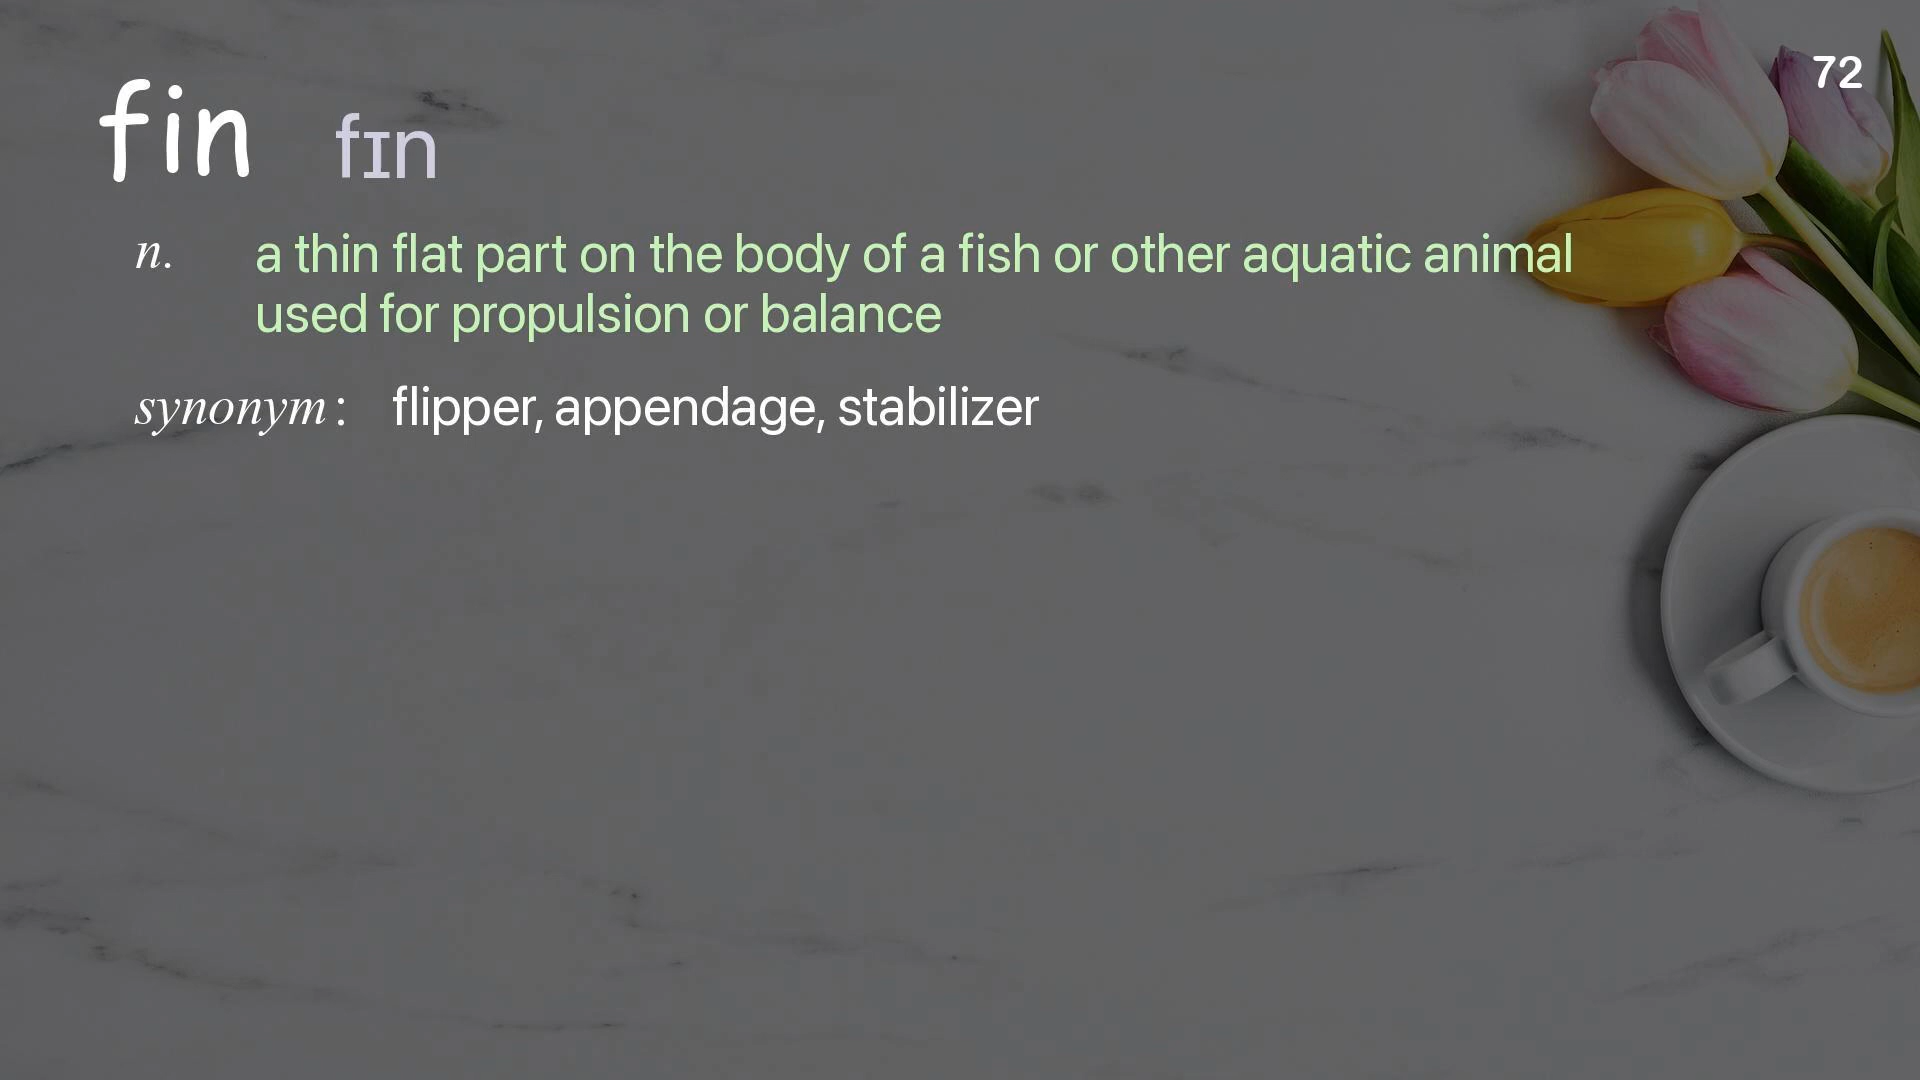 72
fin fɪn
n. a thin flat part on the body of a fish or other aquatic animal
used for propulsion or balance
synonym: flipper, appendage, stabilizer